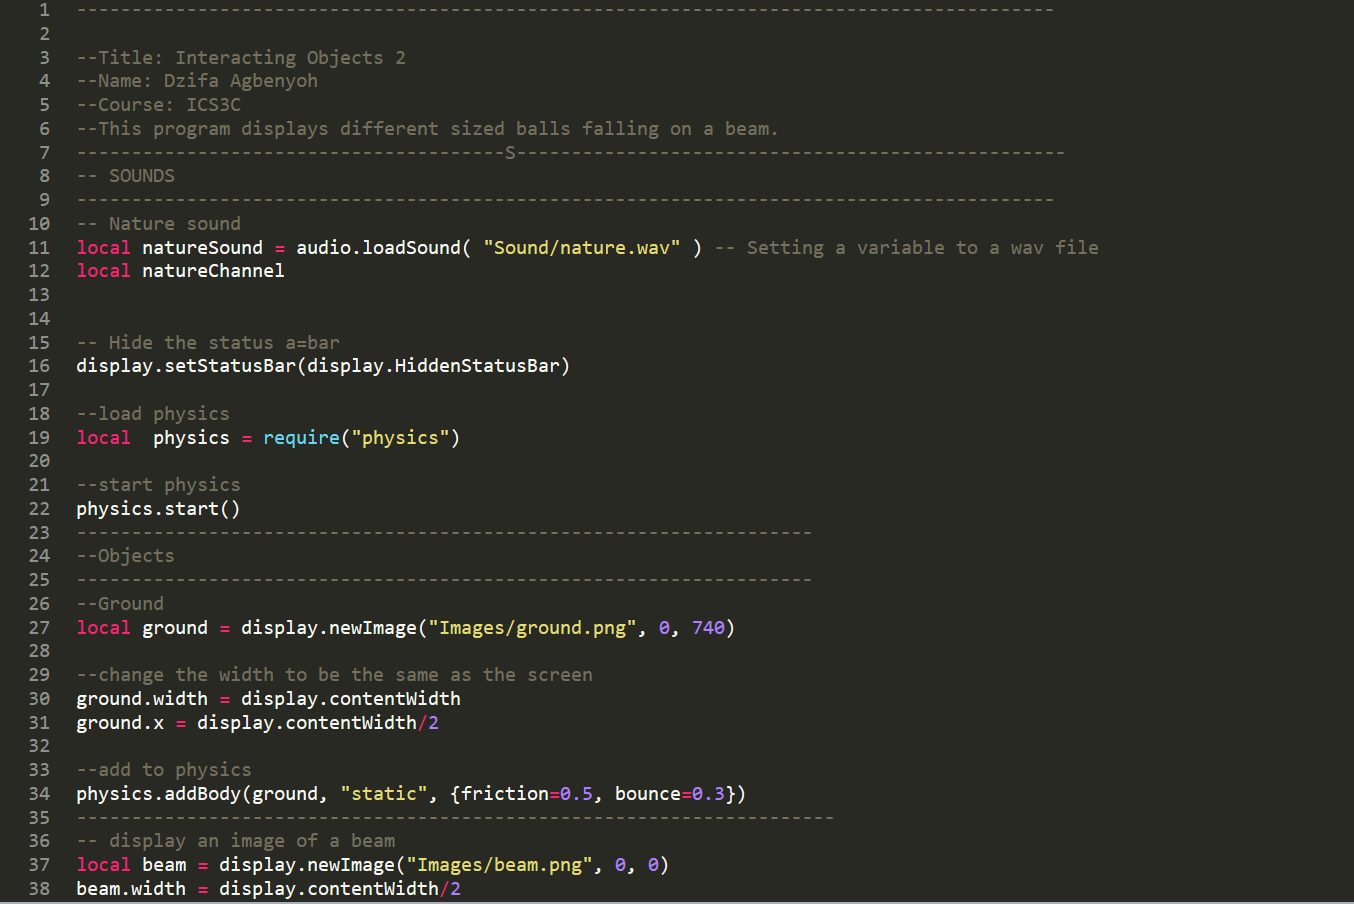 1 -----------------------------------------------------------------------------------------
2
3 --Title: Interacting Objects 2
4 --Name: Dzifa Agbenyoh
5 --Course: ICS3C
6 --This program displays different sized balls falling on a beam.
7 ---------------------------------------S--------------------------------------------------
8 -- SOUNDS
9 -----------------------------------------------------------------------------------------
10 -- Nature sound
11 local natureSound = audio.loadSound( "Sound/nature.wav" ) -- Setting a variable to a wav file
12 local natureChannel
13
14
15 -- Hide the status a=bar
16 display.setStatusBar(display.HiddenStatusBar)
17
18 --load physics
19 local  physics = require("physics")
20
21 --start physics
22 physics.start()
23 -------------------------------------------------------------------
24 --Objects
25 -------------------------------------------------------------------
26 --Ground
27 local ground = display.newImage("Images/ground.png", 0, 740)
28
29 --change the width to be the same as the screen
30 ground.width = display.contentWidth
31 ground.x = display.contentWidth/2
32
33 --add to physics
34 physics.addBody(ground, "static", {friction=0.5, bounce=0.3})
35 ---------------------------------------------------------------------
36 -- display an image of a beam
37 local beam = display.newImage("Images/beam.png", 0, 0)
38 beam.width = display.contentWidth/2